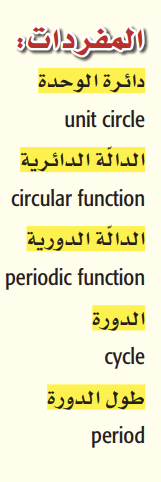 المفردات:
دائرة الوحدة
unit circle
الدالّة الدائرية
circular function
الدالّة الدورية
periodic function
الدورة
cycle
طول الدورة
period